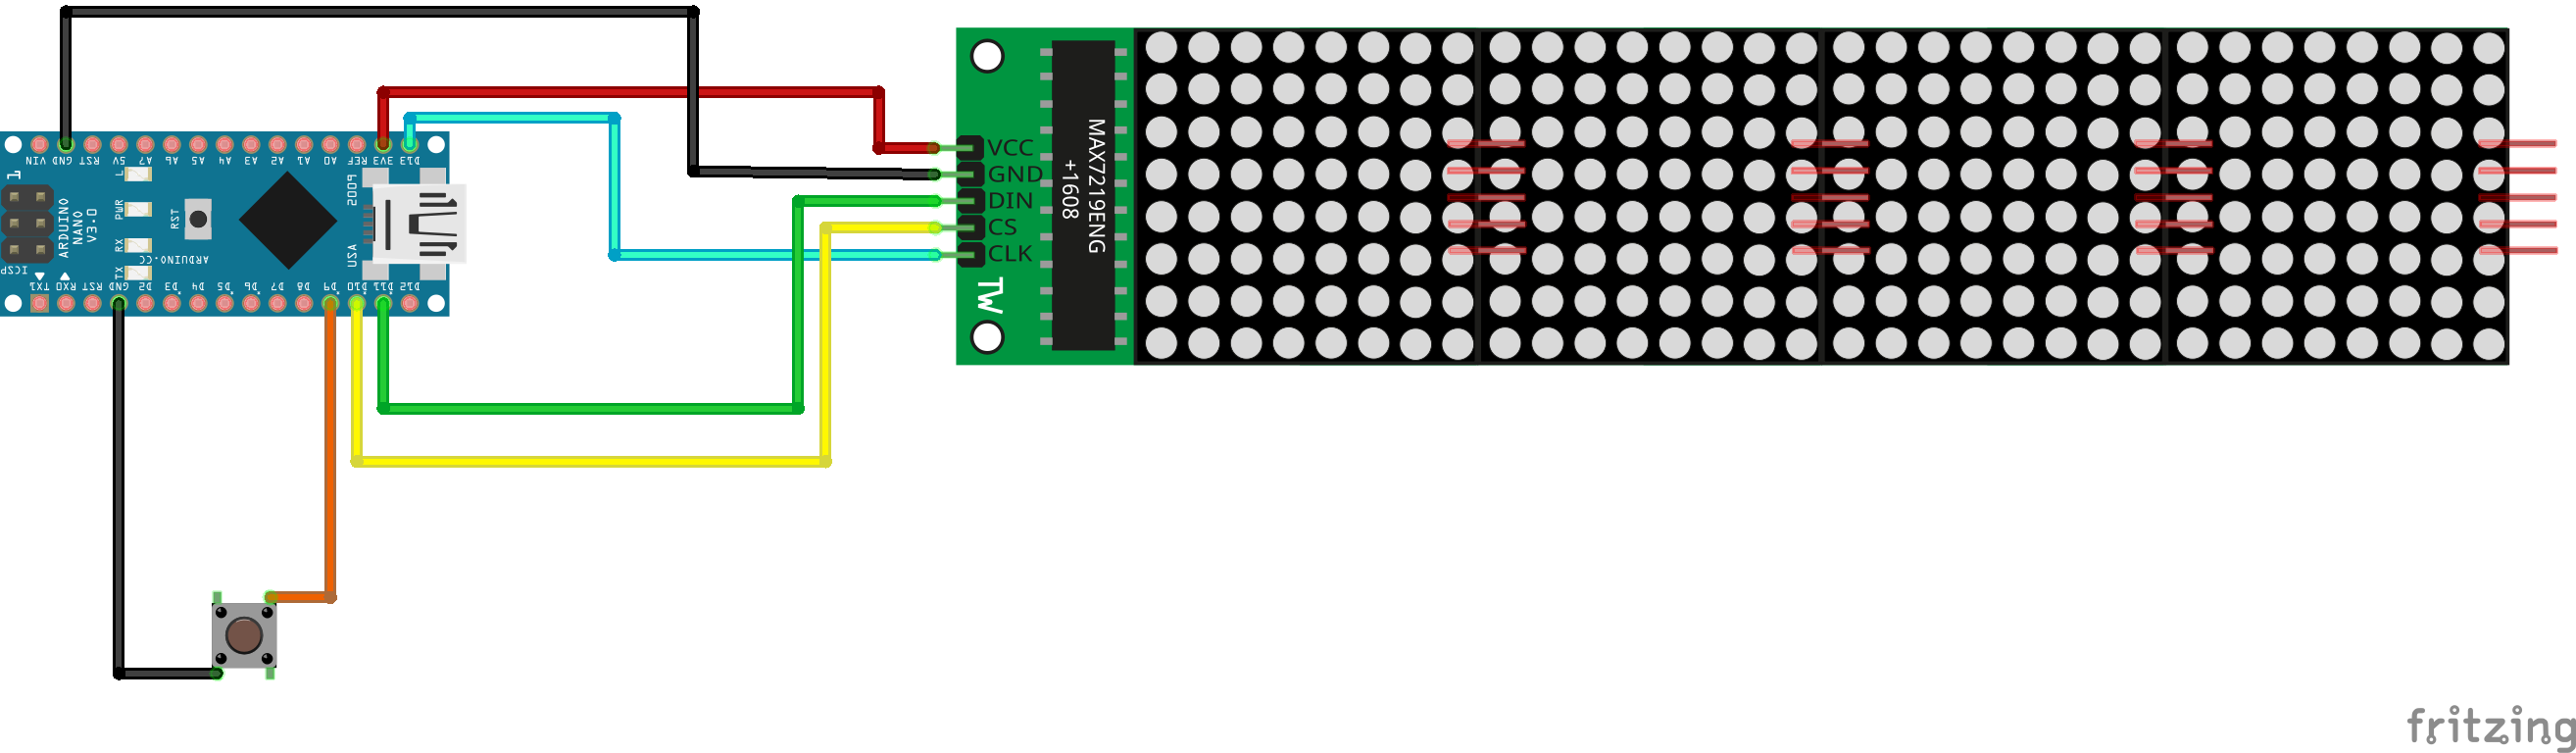 VIN GND RST 5V A7 A6 A5 A4 A3 A2 A1 A0 REF 3V3 D13
1
L
PWR
RX
TX
RST
ARDUINO
NANO
V3.0
ICSP
ARDUINO.CC
USA
TX1 RX0 RST GND D2 D3 D4 D5 D6 D7 D8 D9 D10 D11 D12
VCC
GND
DIN
CS
CLK
MAX7219ENG
+1608
TW
fritzing